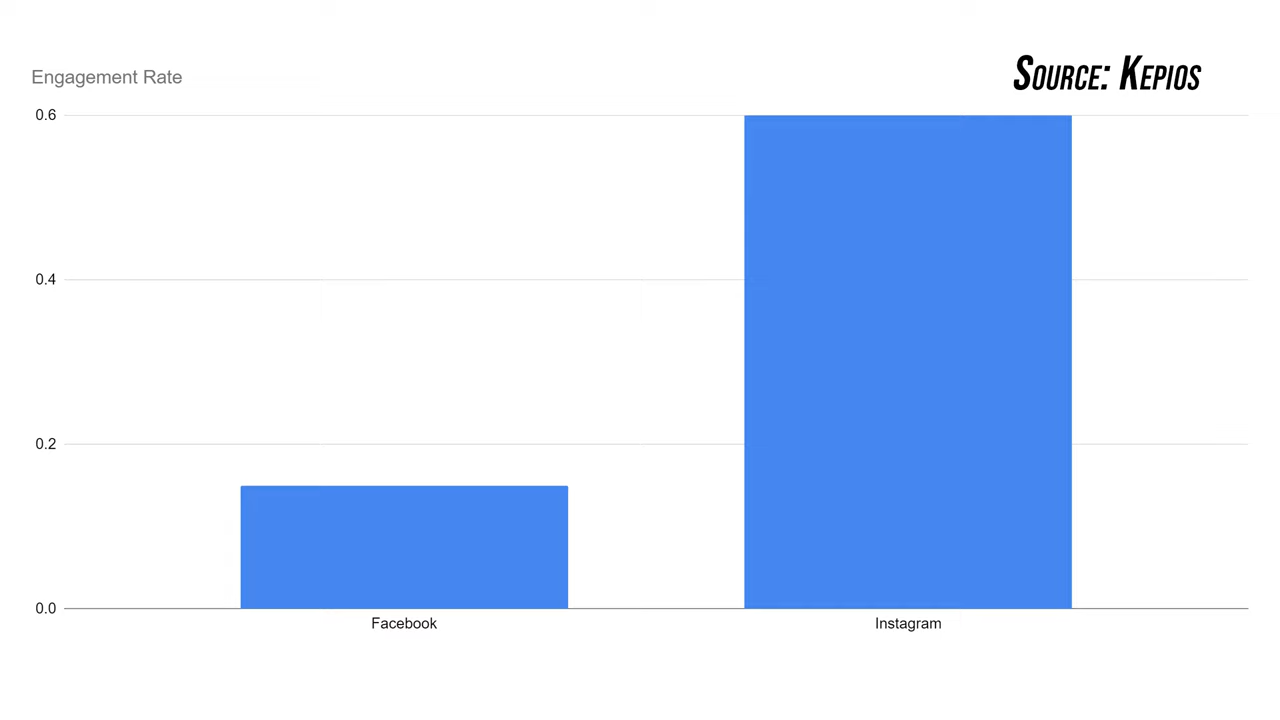 Source: Kepios
Engagement Rate
0.6
0.4
0.2
0.0
Facebook
Instagram